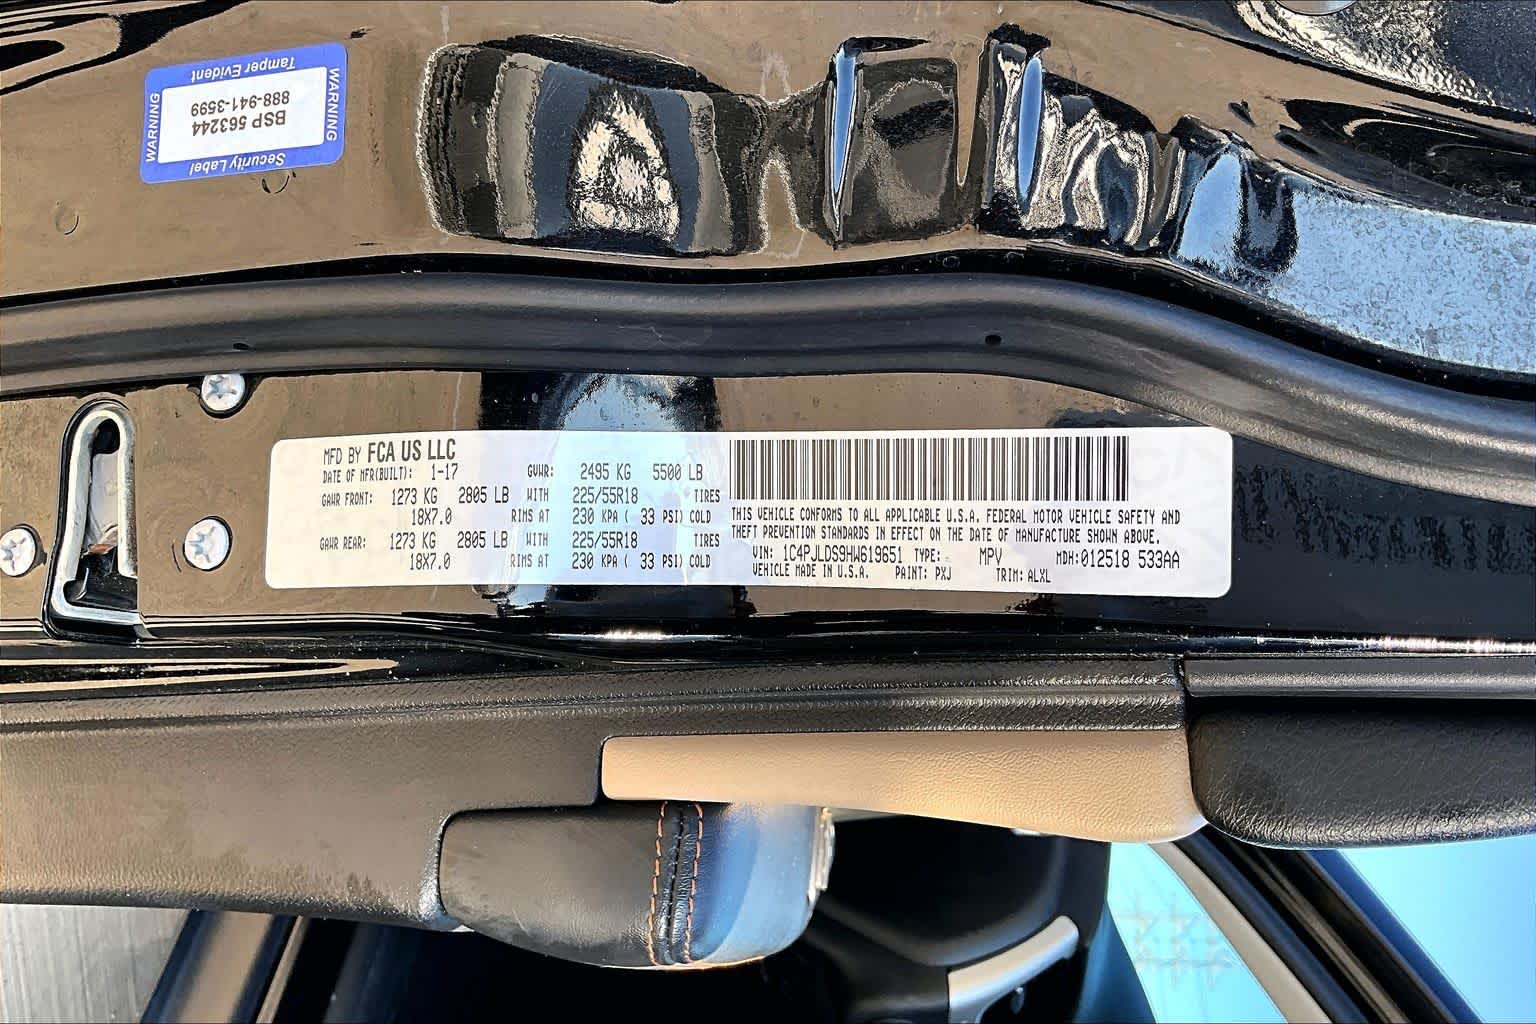 WARNING
Security Label
BSP 563244
888-941-3599
Tamper Evident
WARNING
MFD BY FCA US LLC
DATE OF MFR(BUILT): 1-17 GVWR: 2495 KG 5500 LB
GAWR FRONT: 1273 KG 2805 LB WITH 225/55R18 TIRES
18X7.0 RIMS AT 230 KPA ( 33 PSI) COLD
GAWR REAR: 1273 KG 2805 LB WITH 225/55R18 TIRES
18X7.0 RIMS AT 230 KPA ( 33 PSI) COLD
THIS VEHICLE CONFORMS TO ALL APPLICABLE U.S.A. FEDERAL MOTOR VEHICLE SAFETY AND
THEFT PREVENTION STANDARDS IN EFFECT ON THE DATE OF MANUFACTURE SHOWN ABOVE.
VIN: 1C4PJLDS9HW619651 TYPE: MPV MDH:012518 533AA
VEHICLE MADE IN U.S.A. PAINT: PXJ TRIM: ALXL